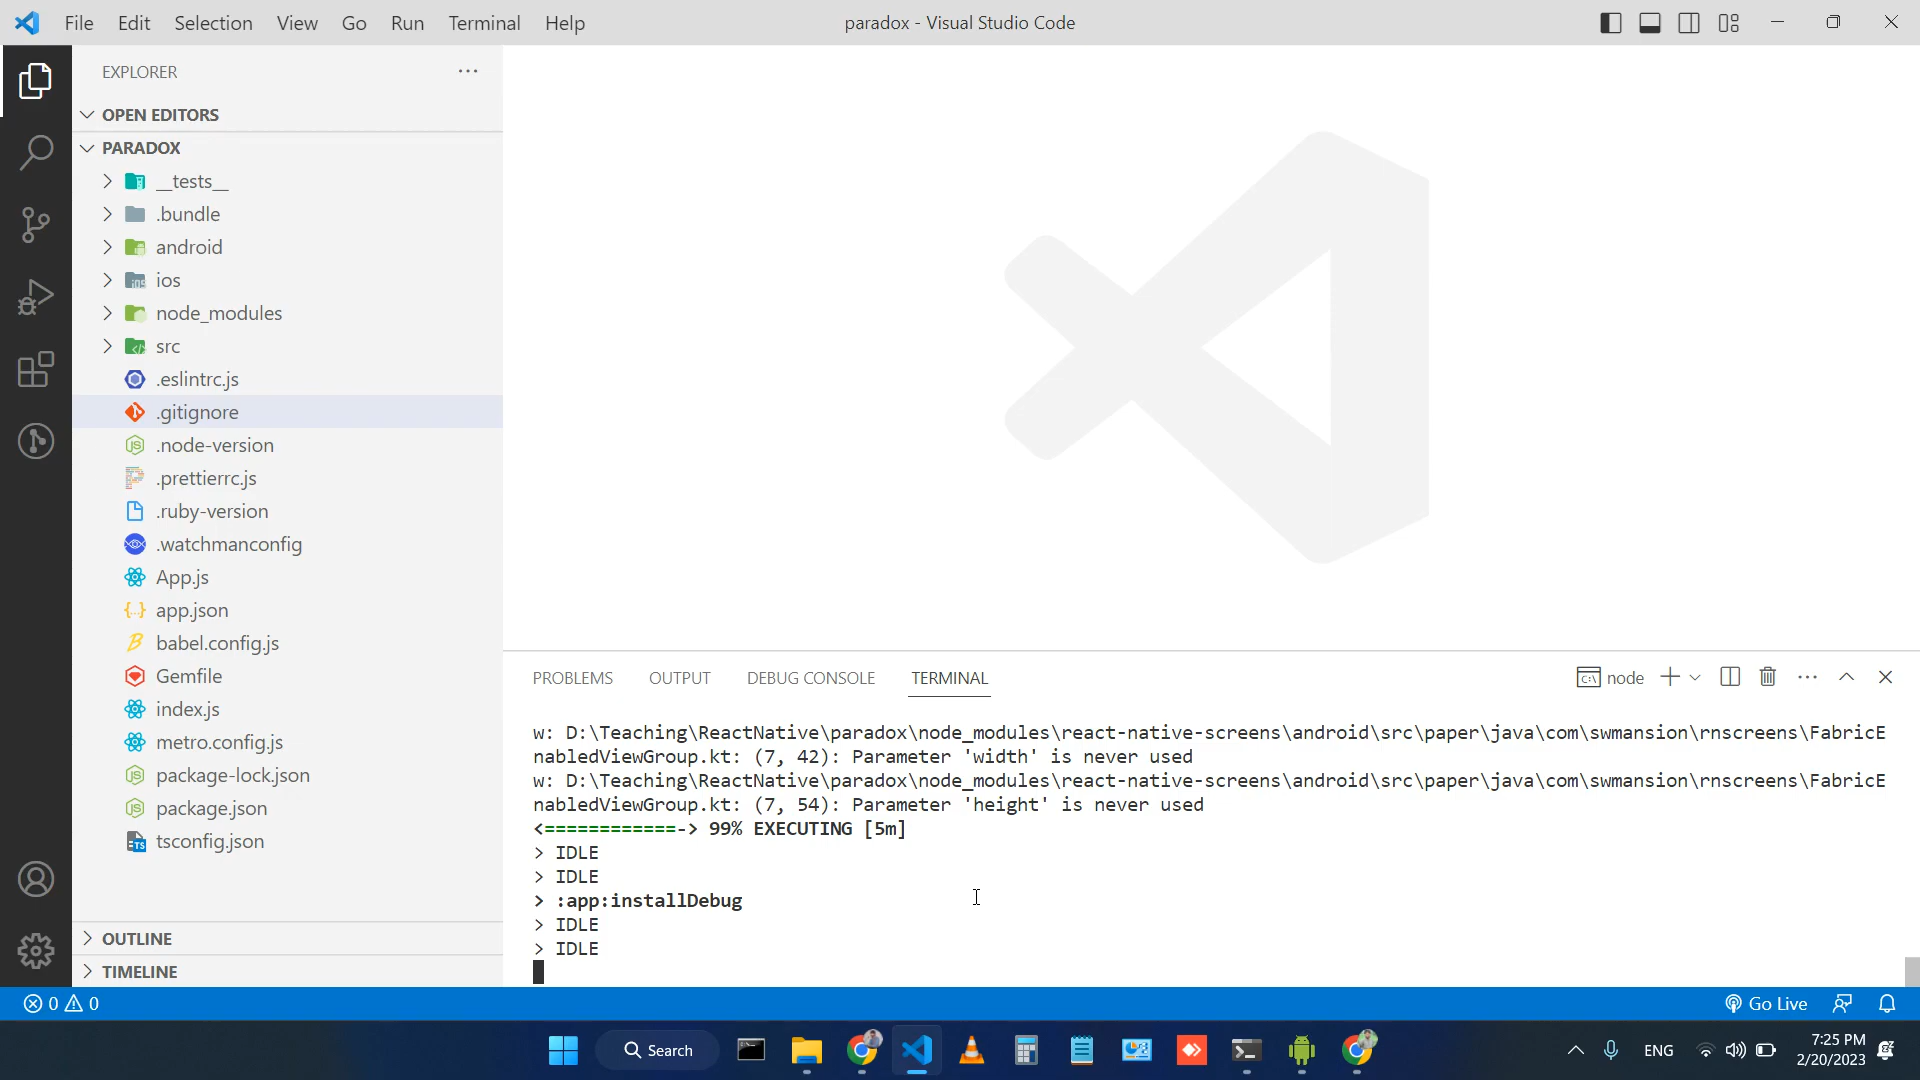 File Edit Selection View Go Run Terminal Help
paradox - Visual Studio Code
EXPLORER
OPEN EDITORS
PARADOX
__tests__
.bundle
android
ios
node_modules
src
.eslintrc.js
.gitignore
.node-version
.prettierrc.js
.ruby-version
.watchmanconfig
App.js
app.json
babel.config.js
Gemfile
index.js
metro.config.js
package-lock.json
package.json
tsconfig.json
OUTLINE
TIMELINE
PROBLEMS OUTPUT DEBUG CONSOLE TERMINAL
node
w: D:\Teaching\ReactNative\paradox\node_modules\react-native-screens\android\src\paper\java\com\swmansion\rnscreens\FabricE
nabledViewGroup.kt: (7, 42): Parameter 'width' is never used
w: D:\Teaching\ReactNative\paradox\node_modules\react-native-screens\android\src\paper\java\com\swmansion\rnscreens\FabricE
nabledViewGroup.kt: (7, 54): Parameter 'height' is never used
<============-> 99% EXECUTING [5m]
> IDLE
> IDLE
> :app:installDebug
> IDLE
> IDLE
0 0
Go Live
Search
ENG
7:25 PM
2/20/2023